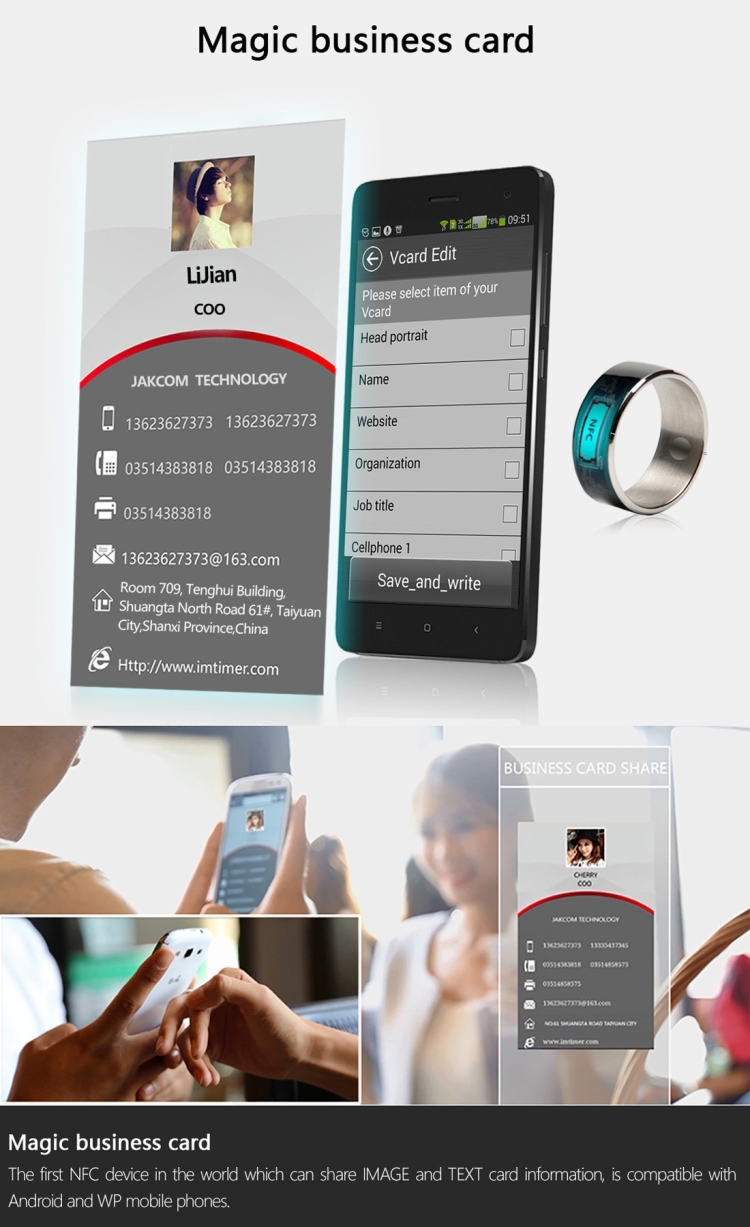 Magic business card
LiJian
COO
JAKCOM TECHNOLOGY
13623627373 13623627373
03514383818 03514383818
03514383818
13623627373@163.com
Room 709, Tenghui Building,
Shuangta North Road 61#, Taiyuan
City,Shanxi Province,China
Http://www.imtimer.com
78% 09:51
Vcard Edit
Please select item of your
Vcard
Head portrait
Name
Website
Organization
Job title
Cellphone 1
Save_and_write
NFC
BUSINESS CARD SHARE
CHERRY
COO
JAKCOM TECHNOLOGY
13623627373 13333437345
03514383818 03514858573
03514858575
13623627373@163.com
NO.61 SHUANGTA ROAD TAIYUAN CITY
www.imtimer.com
Magic business card
The first NFC device in the world which can share IMAGE and TEXT card information, is compatible with
Android and WP mobile phones.